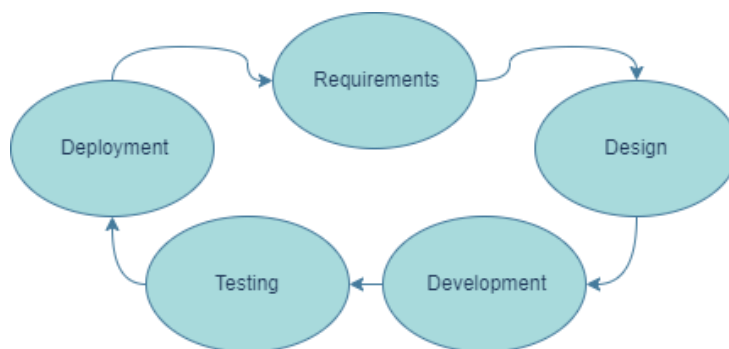 Requirements
Deployment
Design
Testing
Development